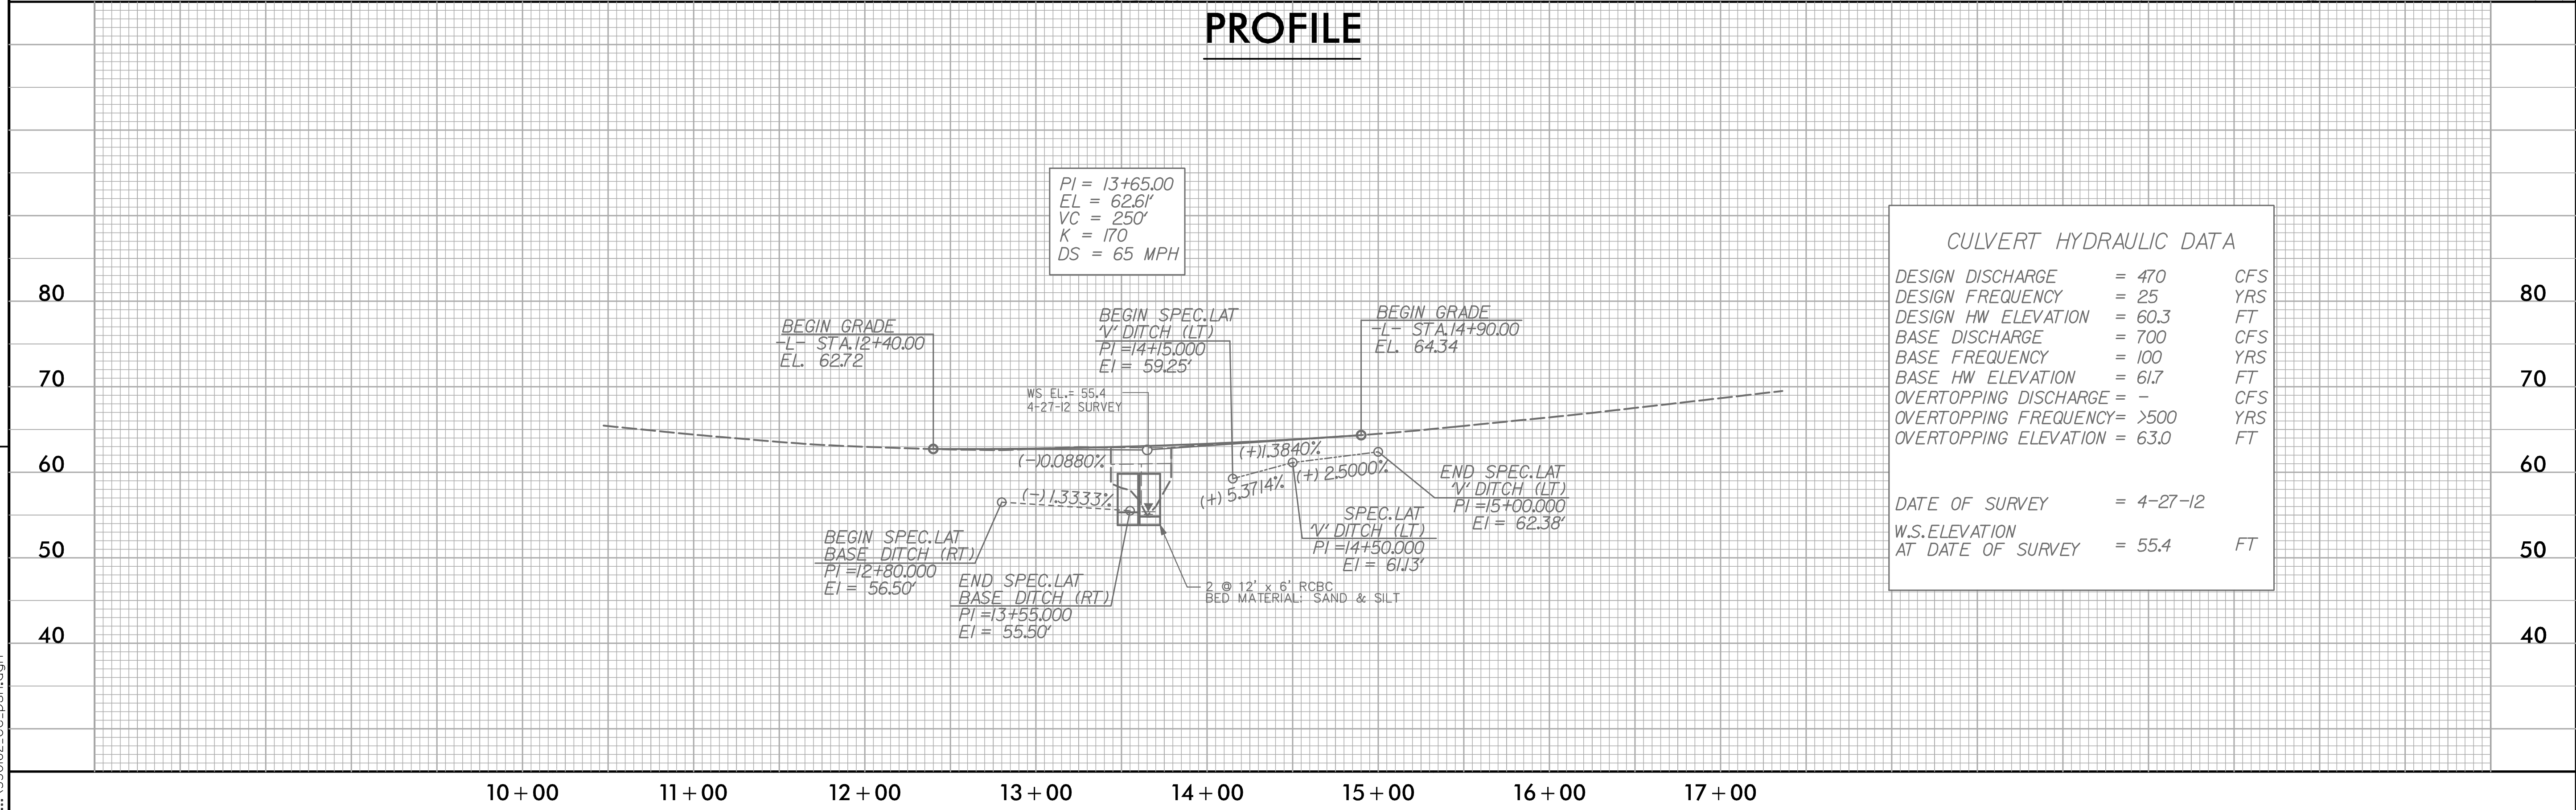 PROFILE
PI = 13+65.00
EL = 62.61'
VC = 250'
K = 170
DS = 65 MPH
CULVERT HYDRAULIC DATA
DESIGN DISCHARGE = 470 CFS
DESIGN FREQUENCY = 25 YRS
DESIGN HW ELEVATION = 60.3 FT
BASE DISCHARGE = 700 CFS
BASE FREQUENCY = 100 YRS
BASE HW ELEVATION = 61.7 FT
OVERTOPPING DISCHARGE = - CFS
OVERTOPPING FREQUENCY= >500 YRS
OVERTOPPING ELEVATION = 63.0 FT
DATE OF SURVEY = 4-27-12
W.S.ELEVATION
AT DATE OF SURVEY = 55.4 FT
80
80
BEGIN GRADE
-L- STA.12+40.00
EL. 62.72
BEGIN SPEC.LAT
'V' DITCH (LT)
PI =14+15.000
El = 59.25'
BEGIN GRADE
-L- STA.14+90.00
EL. 64.34
70
70
WS EL.= 55.4
4-27-12 SURVEY
(-)0.0880%
(+)1.3840%
60
60
(-)1.3333%
(+) 5.3714%
(+) 2.5000%
END SPEC.LAT
'V' DITCH (LT)
PI =15+00.000
El = 62.38'
SPEC.LAT
'V' DITCH (LT)
PI =14+50.000
El = 61.13'
BEGIN SPEC.LAT
BASE DITCH (RT)
PI =12+80.000
El = 56.50'
50
50
END SPEC.LAT
BASE DITCH (RT)
PI =13+55.000
El = 55.50'
2 @ 12' x 6' RCBC
BED MATERIAL: SAND & SILT
40
40
10+00
11+00
12+00
13+00
14+00
15+00
16+00
17+00